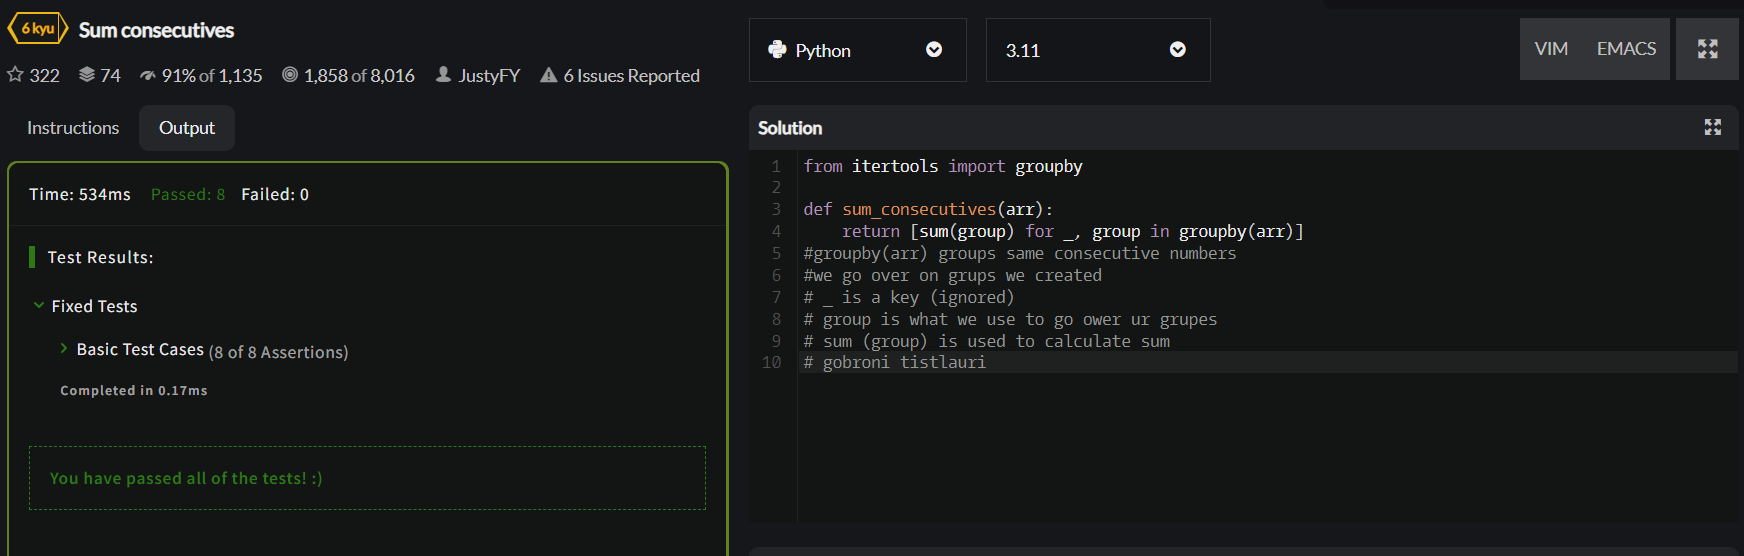 6 kyu Sum consecutives
322 74 91% of 1,135 1,858 of 8,016 JustyFY 6 Issues Reported
Instructions Output
Time: 534ms Passed: 8 Failed: 0
Test Results:
Fixed Tests
Basic Test Cases (8 of 8 Assertions)
Completed in 0.17ms
You have passed all of the tests! :)
Python 3.11 VIM EMACS
Solution
1 from itertools import groupby
2
3 def sum_consecutives(arr):
4 return [sum(group) for _, group in groupby(arr)]
5 #groupby(arr) groups same consecutive numbers
6 #we go over on grups we created
7 # _ is a key (ignored)
8 # group is what we use to go ower ur grupes
9 # sum (group) is used to calculate sum
10 # gobroni tistlauri